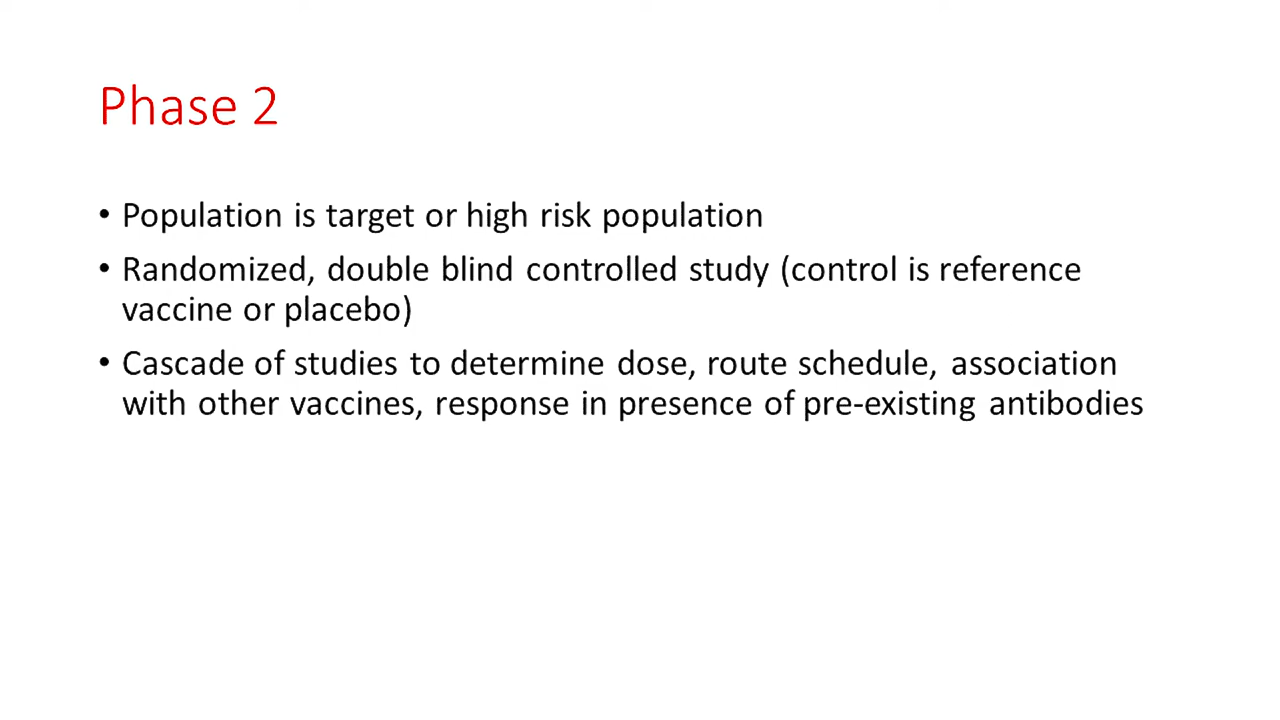 Phase 2
• Population is target or high risk population
• Randomized, double blind controlled study (control is reference
vaccine or placebo)
• Cascade of studies to determine dose, route schedule, association
with other vaccines, response in presence of pre-existing antibodies